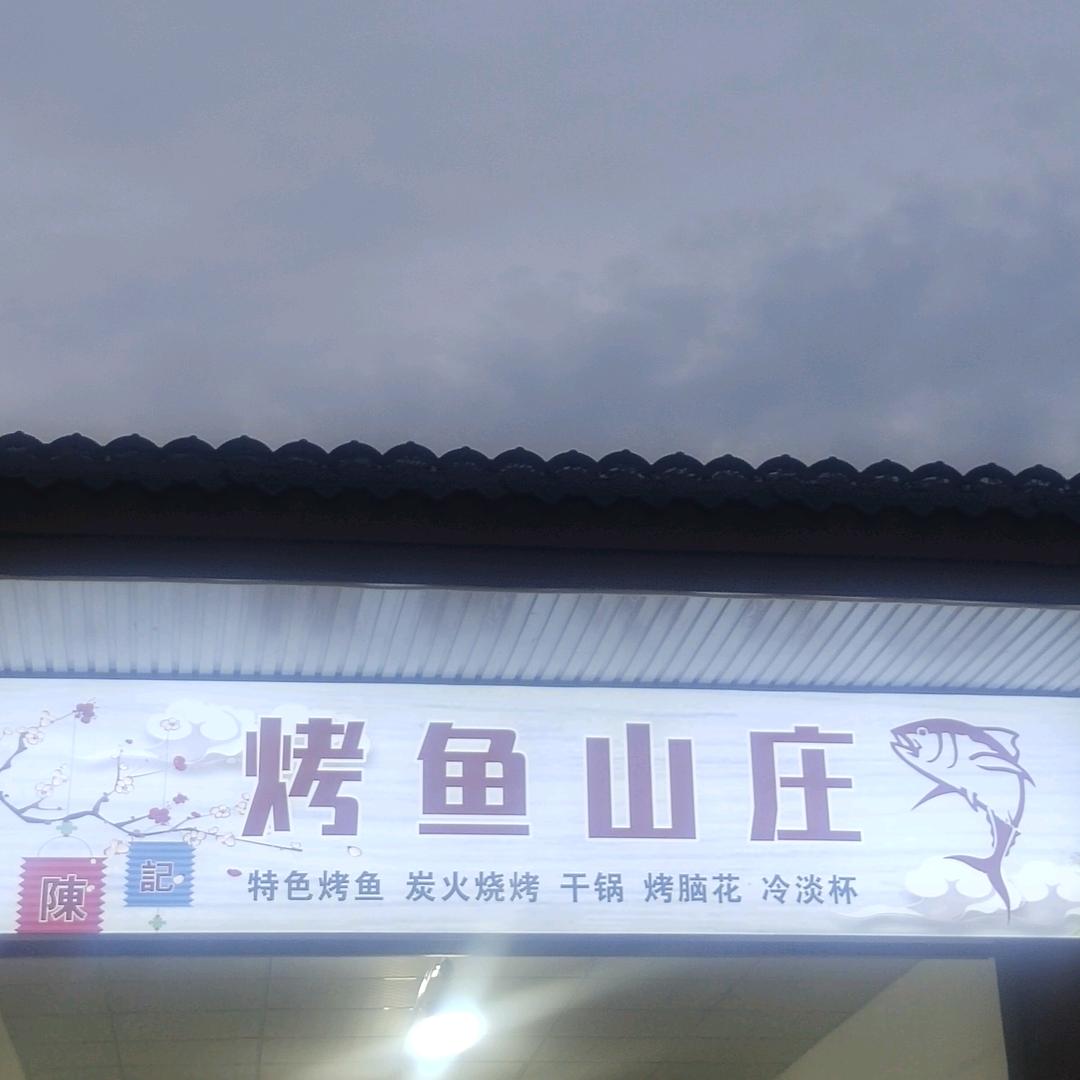 陳記
烤鱼山庄
特色烤鱼 炭火烧烤 干锅 烤脑花 冷淡杯